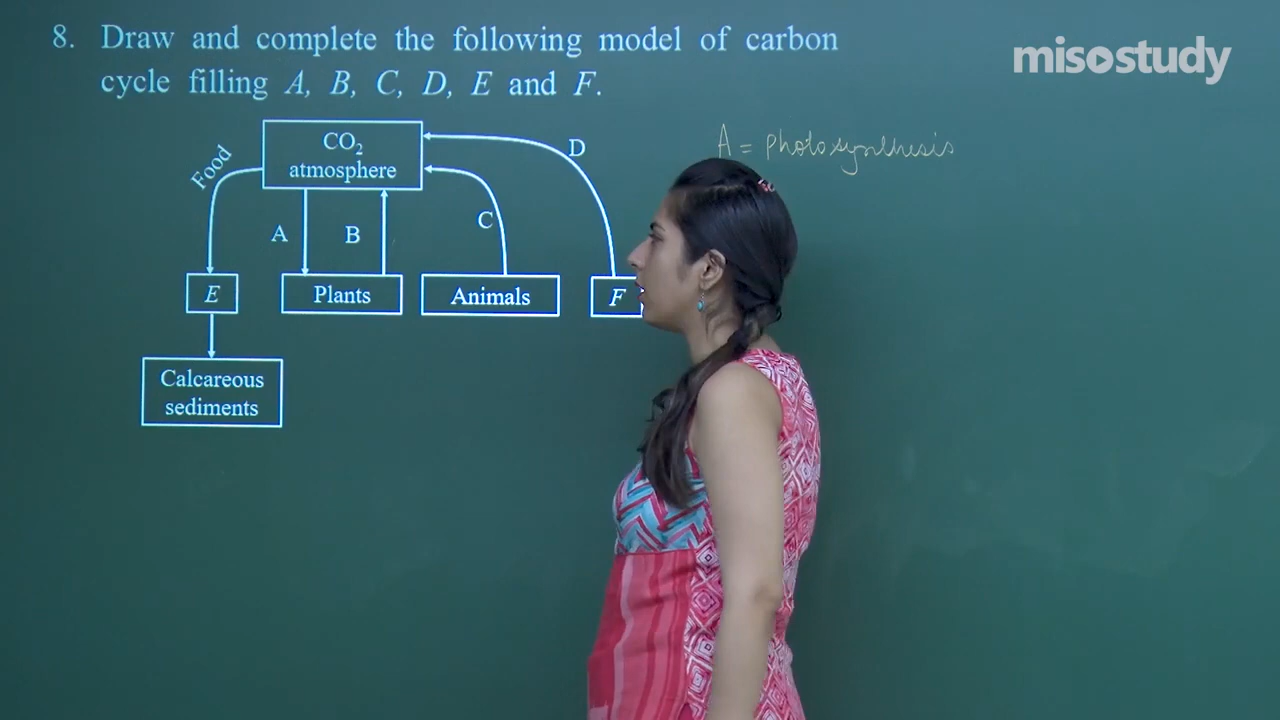 8. Draw and complete the following model of carbon
cycle filling A, B, C, D, E and F.
misostudy
A = Photosynthesis
CO₂
atmosphere
Food
D
C
A
B
E
Plants
Animals
F
Calcareous
sediments